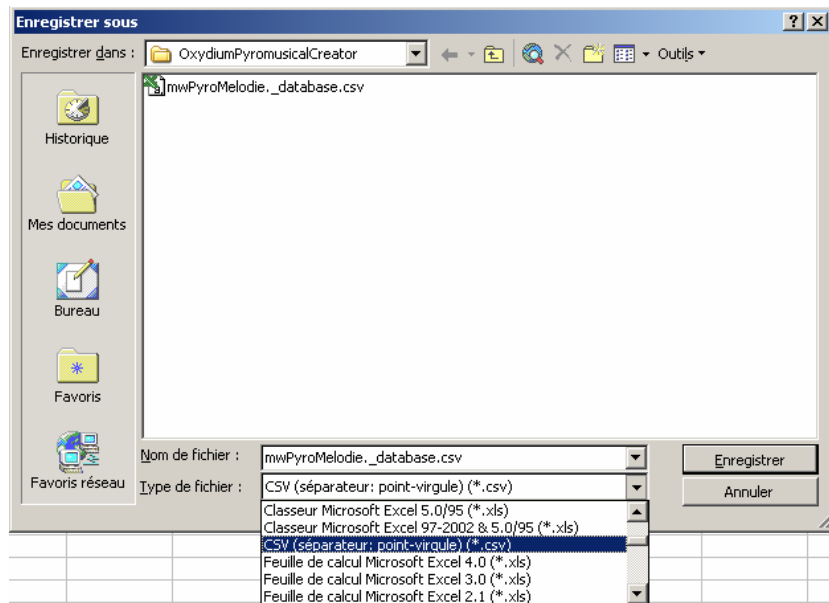 Enregistrer sous
Enregistrer dans :
OxydiumPyromusicalCreator
Outils
mwPyroMelodie._database.csv
Historique
Mes documents
Bureau
Favoris
Favoris réseau
Nom de fichier :
mwPyroMelodie._database.csv
Enregistrer
Type de fichier :
CSV (séparateur: point-virgule) (*.csv)
Annuler
Classeur Microsoft Excel 5.0/95 (*.xls)
Classeur Microsoft Excel 97-2002 & 5.0/95 (*.xls)
CSV (séparateur: point-virgule) (*.csv)
Feuille de calcul Microsoft Excel 4.0 (*.xls)
Feuille de calcul Microsoft Excel 3.0 (*.xls)
Feuille de calcul Microsoft Excel 2.1 (*.xls)